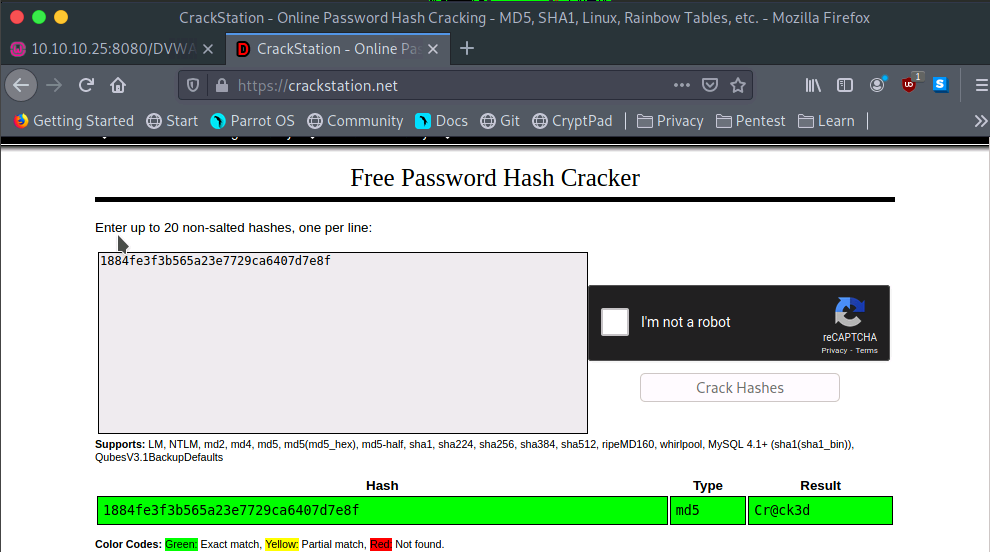 CrackStation - Online Password Hash Cracking - MD5, SHA1, Linux, Rainbow Tables, etc. - Mozilla Firefox
10.10.10.25:8080/DVWA
CrackStation - Online Pas
https://crackstation.net
1
Getting Started Start Parrot OS Community Docs Git CryptPad Privacy Pentest Learn
Free Password Hash Cracker
Enter up to 20 non-salted hashes, one per line:
1884fe3f3b565a23e7729ca6407d7e8f
I'm not a robot
reCAPTCHA
Privacy - Terms
Crack Hashes
Supports: LM, NTLM, md2, md4, md5, md5(md5_hex), md5-half, sha1, sha224, sha256, sha384, sha512, ripeMD160, whirlpool, MySQL 4.1+ (sha1(sha1_bin)),
QubesV3.1BackupDefaults
Hash Type Result
1884fe3f3b565a23e7729ca6407d7e8f md5 Cr@ck3d
Color Codes: Green: Exact match, Yellow: Partial match, Red: Not found.